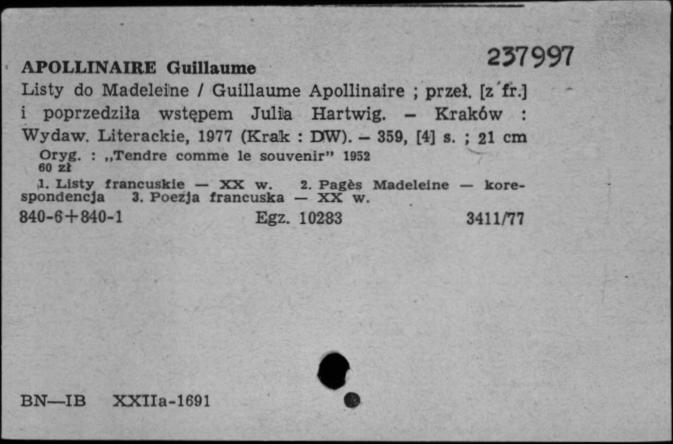 237997
APOLLINAIRE Guillaume
Listy do Madeleine / Guillaume Apollinaire ; przeł. [z fr.]
i poprzedziła wstępem Julia Hartwig. — Kraków :
Wydaw. Literackie, 1977 (Krak : DW). — 359, [4] s. ; 21 cm
Oryg. : „Tendre comme le souvenir” 1952
60 zł
1. Listy francuskie — XX w. 2. Pagès Madeleine — kore-
spondencja 3. Poezja francuska — XX w.
840-6+840-1 Egz. 10283 3411/77
BN—IB XXIIa-1691